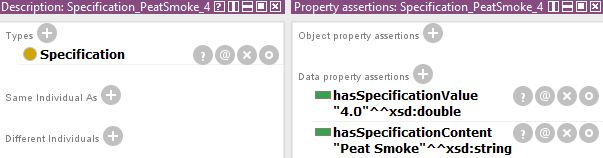 Description: Specification_PeatSmoke_4
Types
Specification
Same Individual As
Different Individuals
Property assertions: Specification_PeatSmoke_4
Object property assertions
Data property assertions
hasSpecificationValue
"4.0"^^xsd:double
hasSpecificationContent
"Peat Smoke"^^xsd:string